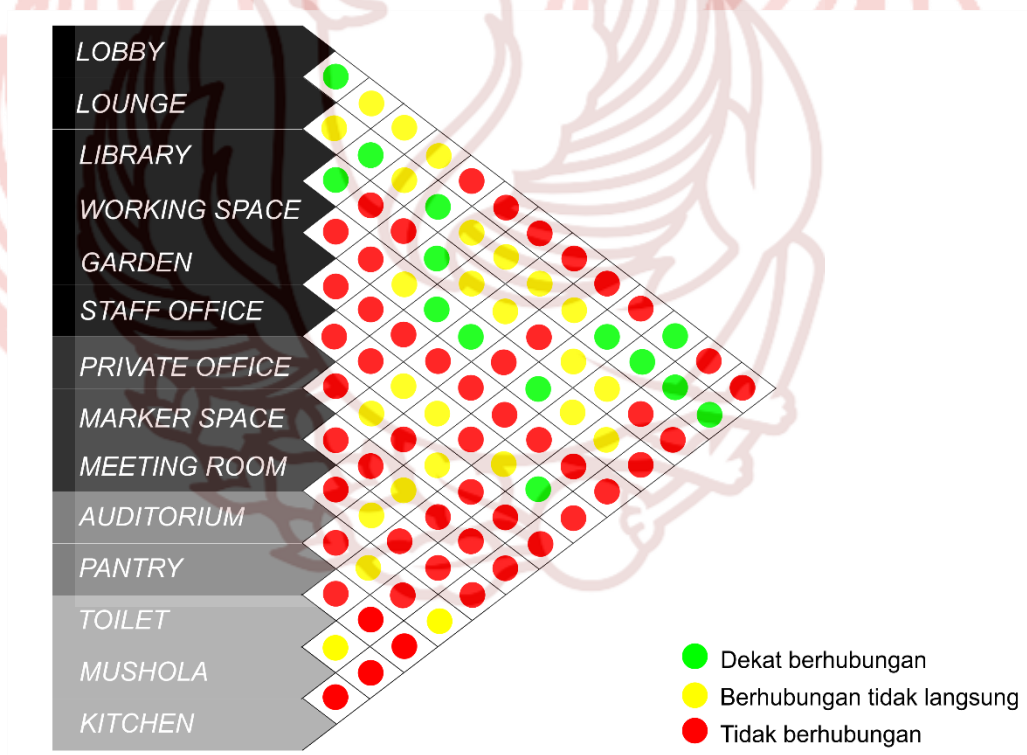 LOBBY
LOUNGE
LIBRARY
WORKING SPACE
GARDEN
STAFF OFFICE
PRIVATE OFFICE
MARKER SPACE
MEETING ROOM
AUDITORIUM
PANTRY
TOILET
MUSHOLA
KITCHEN
Dekat berhubungan
Berhubungan tidak langsung
Tidak berhubungan